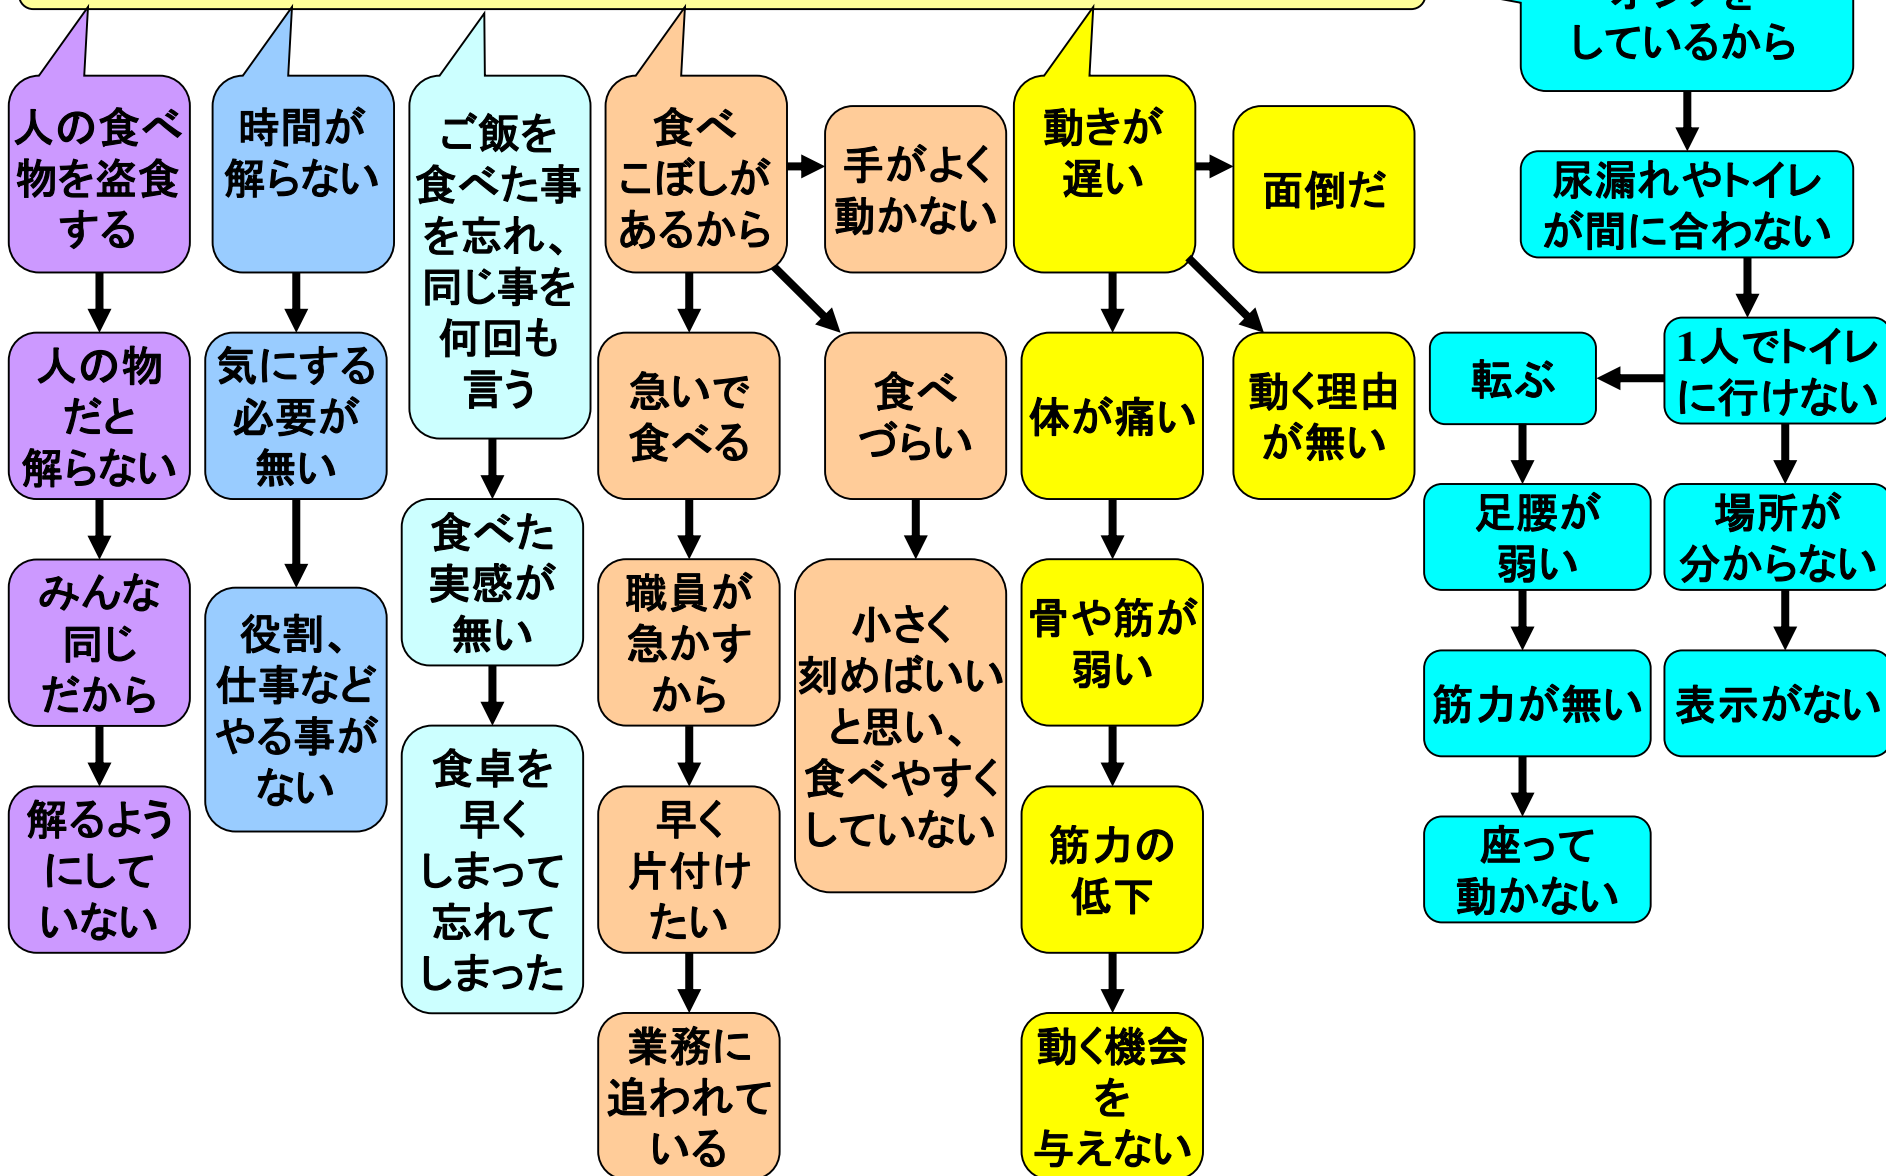 しているから
人の食べ
物を盗食
する
時間が
解らない
ご飯を
食べた事
を忘れ、
同じ事を
何回も
言う
食べ
こぼしが
あるから
手がよく
動かない
動きが
遅い
面倒だ
尿漏れやトイレ
が間に合わない
人の物
だと
解らない
気にする
必要が
無い
急いで
食べる
食べ
づらい
体が痛い
動く理由
が無い
転ぶ
1人でトイレ
に行けない
食べた
実感が
無い
足腰が
弱い
場所が
分からない
みんな
同じ
だから
役割、
仕事など
やる事が
ない
職員が
急かす
から
小さく
刻めばいい
と思い、
食べやすく
していない
骨や筋が
弱い
筋力が無い
表示がない
解るよう
にして
いない
食卓を
早く
しまって
忘れて
しまった
早く
片付け
たい
筋力の
低下
座って
動かない
業務に
追われて
いる
動く機会
を
与えない